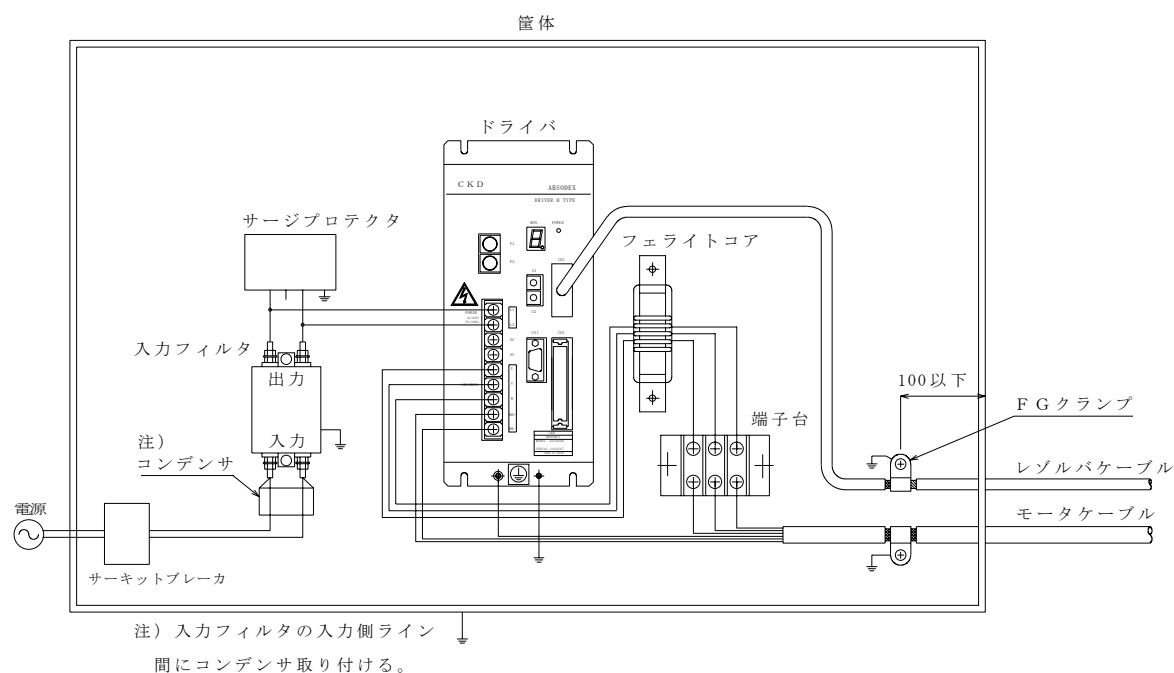 筐体
ドライバ
CKD
ABSODEX
DRIVER B TYPE
サージプロテクタ
フェライトコア
POWER
CN1
入力フィルタ
出力
入力
100以下
FGクランプ
端子台
注)
コンデンサ
レゾルバケーブル
モータケーブル
電源
サーキットブレーカ
注)入力フィルタの入力側ライン
間にコンデンサ取り付ける。